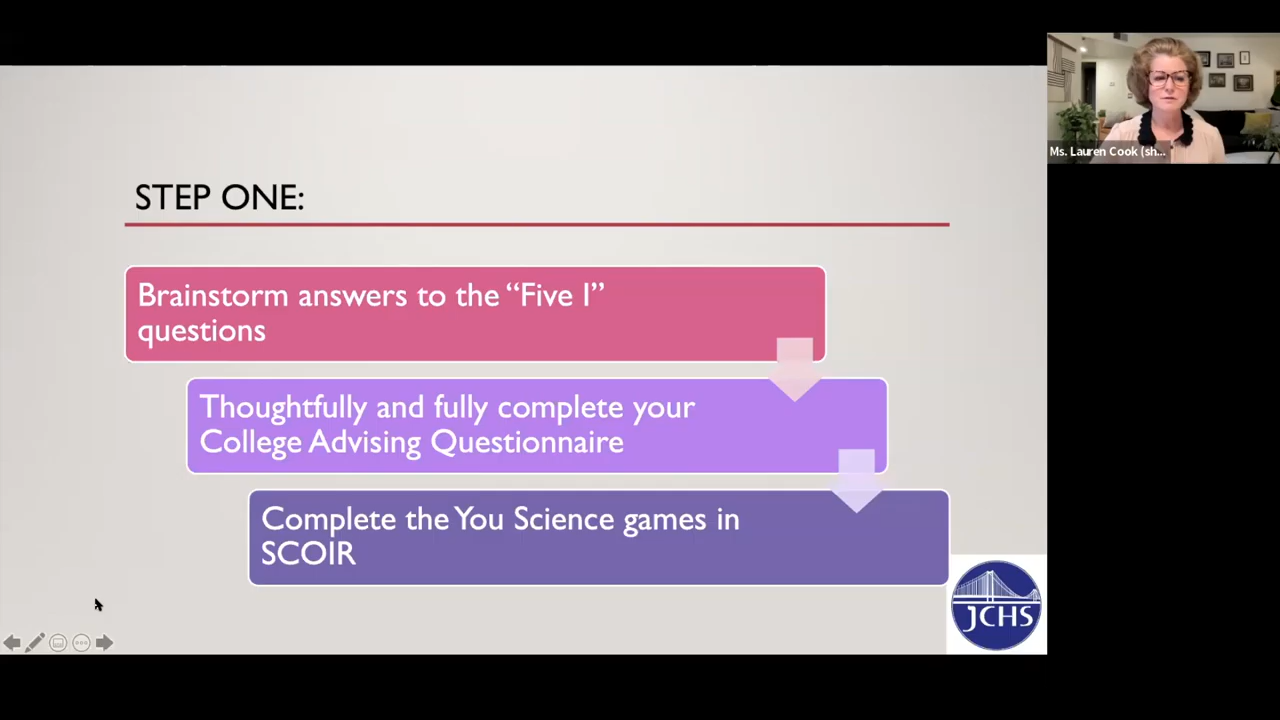 Ms. Lauren Cook (sh...
STEP ONE:
Brainstorm answers to the “Five I”
questions
Thoughtfully and fully complete your
College Advising Questionnaire
Complete the You Science games in
SCOIR
JCHS